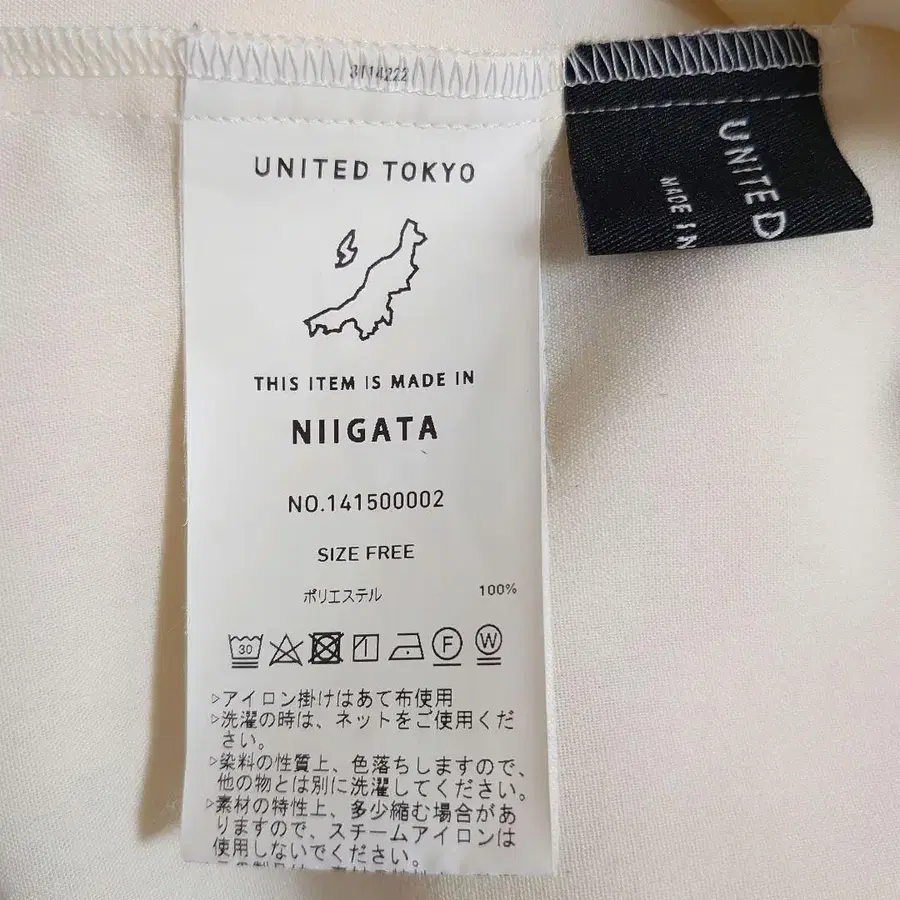 3114222
UNITED TOKYO
THIS ITEM IS MADE IN
NIIGATA
NO.141500002
SIZE FREE
ポリエステル 100%
30
F
W
▷アイロン掛けはあて布使用
▷洗濯の時は、ネットをご使用くだ
さい。
▷染料の性質上、色落ちしますので、
他の物とは別に洗濯してください。
▷素材の特性上、多少縮む場合があ
りますので、スチームアイロンは
使用しないでください。
UNITED
MADE IN